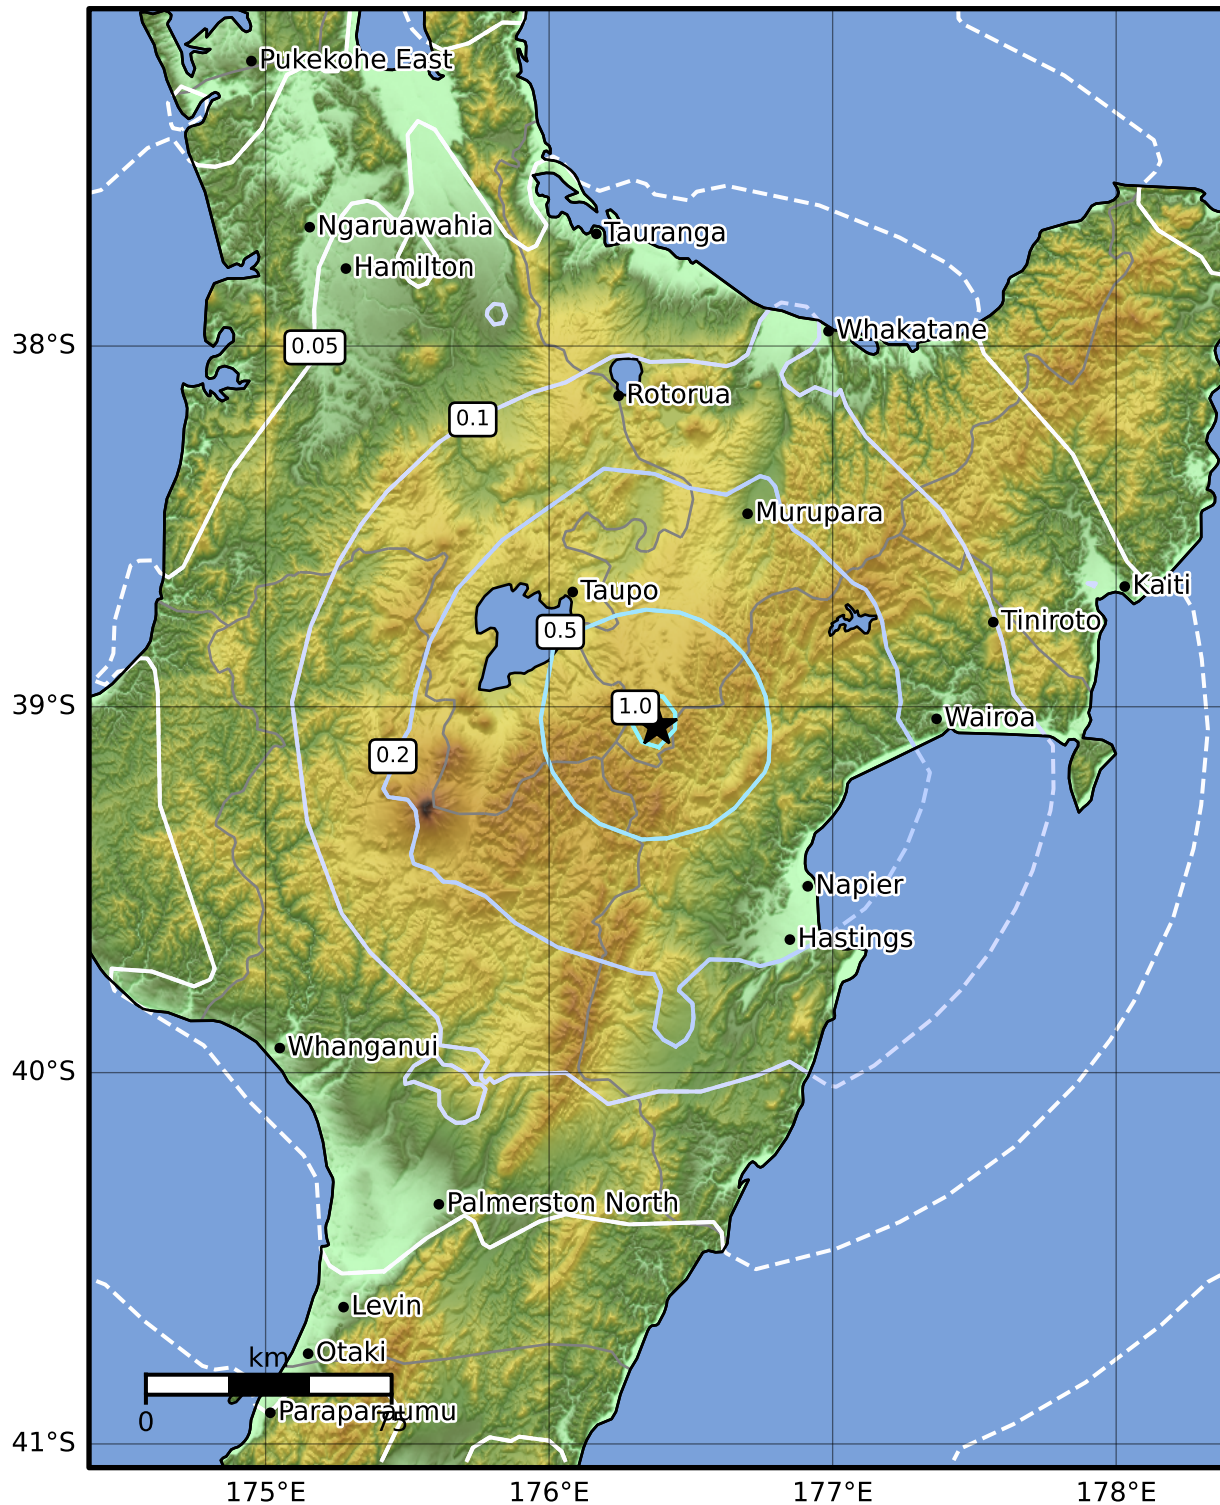 Pukekohe East
Ngaruawahia
Tauranga
Hamilton
Whakatane
38°S
0.05
Rotorua
0.1
Murupara
Taupo
Kaiti
Tiniroto
0.5
39°S
1.0
Wairoa
0.2
Napier
Hastings
Whanganui
40°S
Palmerston North
Levin
Otaki
km
Paraparaumu
0
75
41°S
175°E
176°E
177°E
178°E